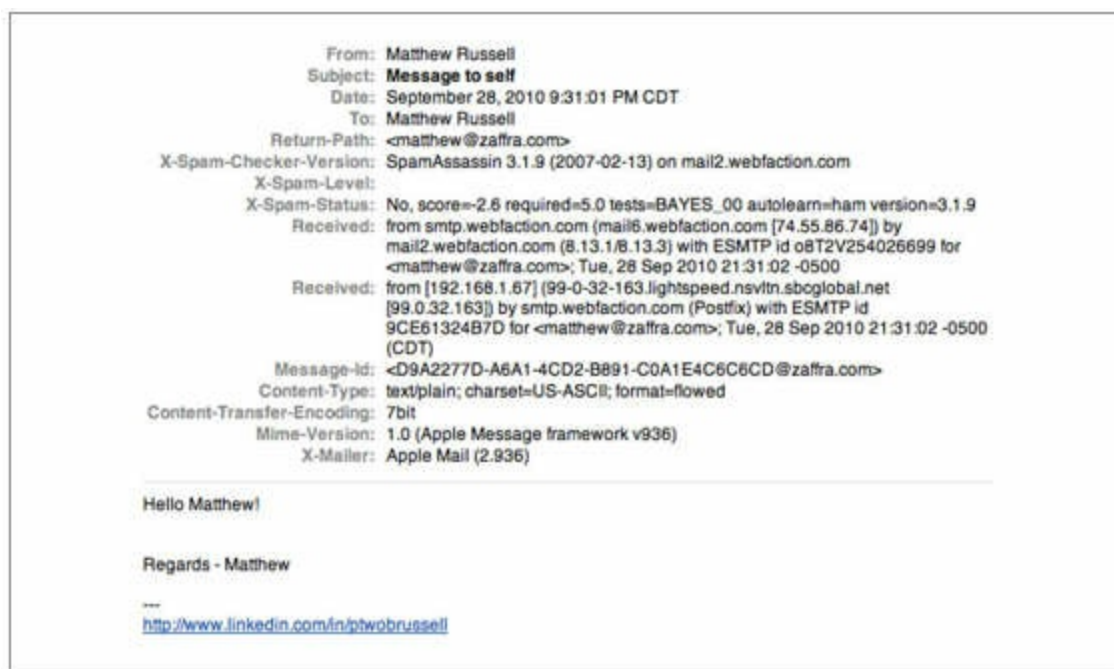 From: Matthew Russell
Subject: Message to self
Date: September 28, 2010 9:31:01 PM CDT
To: Matthew Russell
Return-Path: <matthew@zaffra.com>
X-Spam-Checker-Version: SpamAssassin 3.1.9 (2007-02-13) on mail2.webfaction.com
X-Spam-Level:
X-Spam-Status: No, score=-2.6 required=5.0 tests=BAYES_00 autolearn=ham version=3.1.9
Received: from smtp.webfaction.com (mail6.webfaction.com [74.55.86.74]) by
mail2.webfaction.com (8.13.1/8.13.3) with ESMTP id o8T2V254026699 for
<matthew@zaffra.com>; Tue, 28 Sep 2010 21:31:02 -0500
Received: from [192.168.1.67] (99-0-32-163.lightspeed.nsvltn.sbcglobal.net
[99.0.32.163]) by smtp.webfaction.com (Postfix) with ESMTP id
9CE61324B7D for <matthew@zaffra.com>; Tue, 28 Sep 2010 21:31:02 -0500
(CDT)
Message-Id: <D9A2277D-A6A1-4CD2-B891-C0A1E4C6C6CD@zaffra.com>
Content-Type: text/plain; charset=US-ASCII; format=flowed
Content-Transfer-Encoding: 7bit
Mime-Version: 1.0 (Apple Message framework v936)
X-Mailer: Apple Mail (2.936)
Hello Matthew!
Regards - Matthew
---
http://www.linkedin.com/in/ptwobrussell